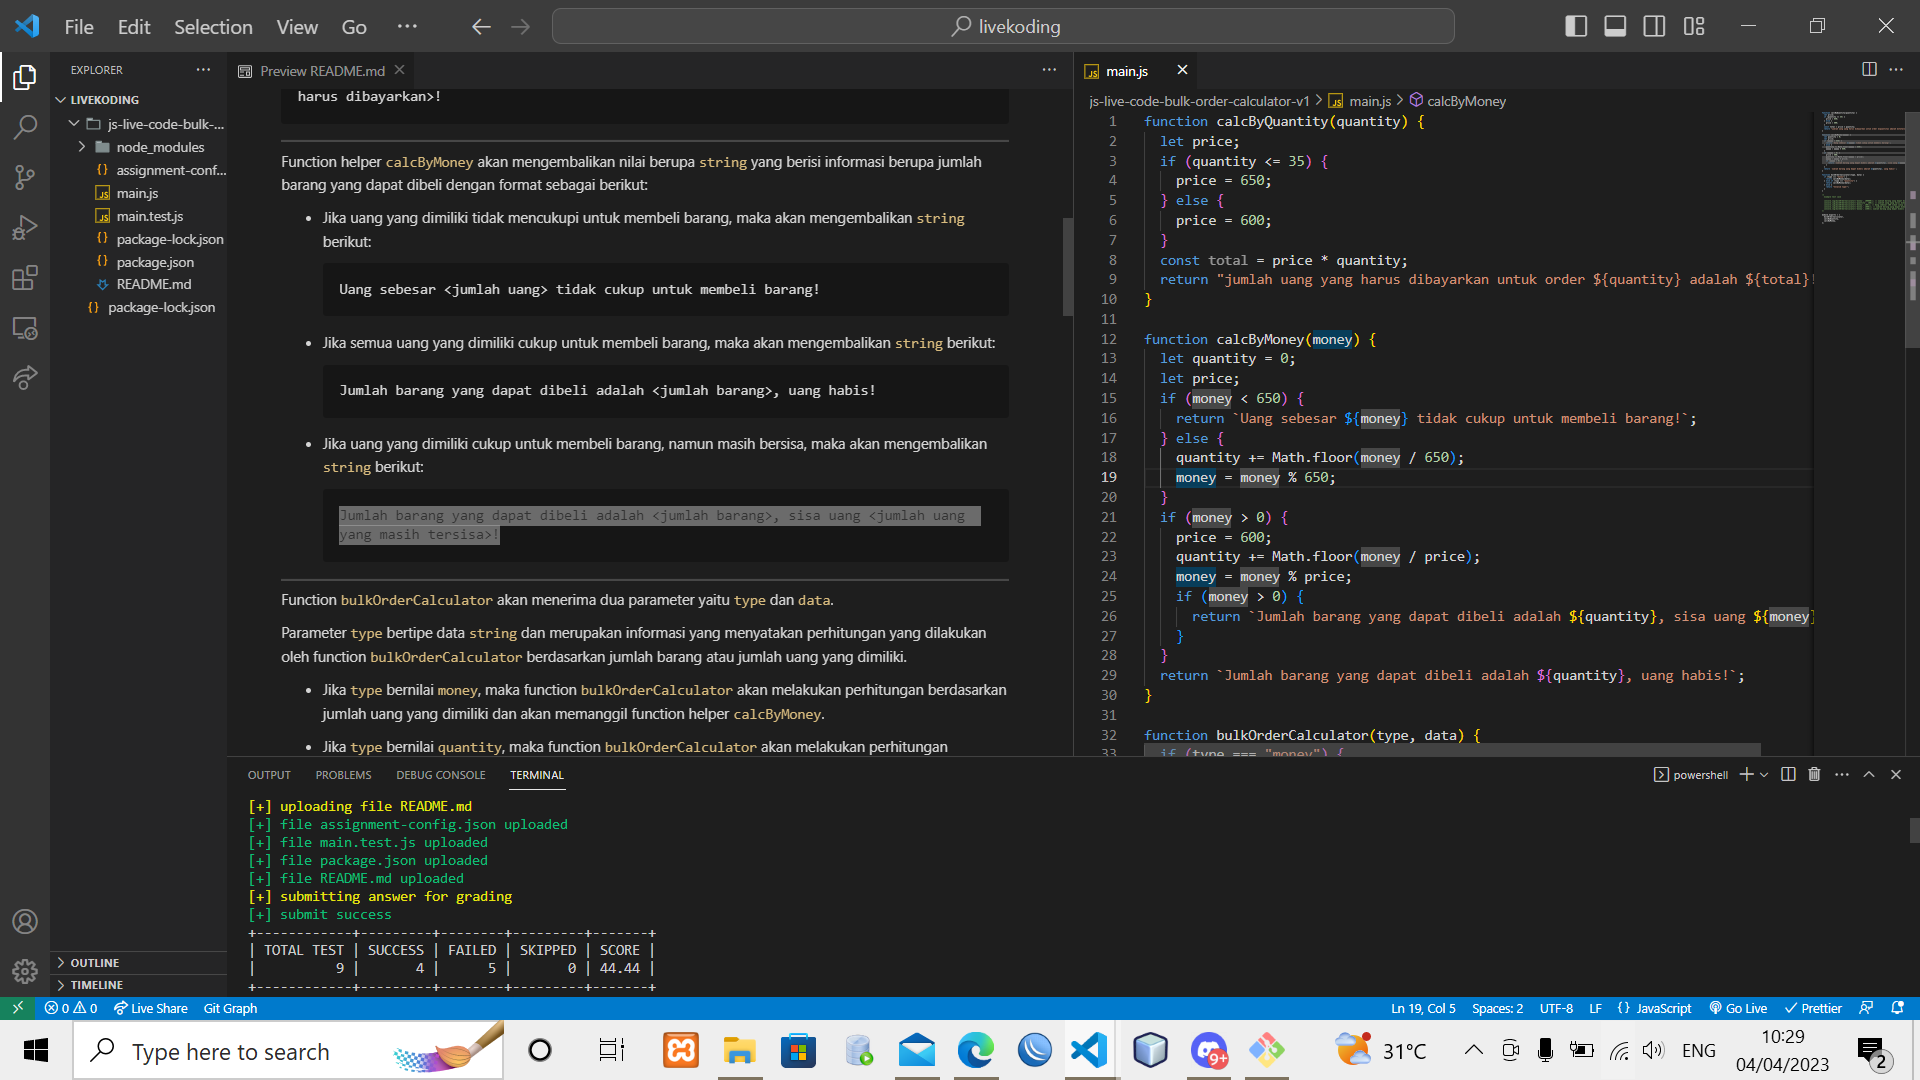 File Edit Selection View Go ···
livekoding
EXPLORER ···
LIVEKODING
js-live-code-bulk-...
node_modules
{} assignment-conf...
JS main.js
JS main.test.js
{} package-lock.json
{} package.json
README.md
{} package-lock.json
OUTLINE
TIMELINE
Preview README.md
harus dibayarkan>!
Function helper calcByMoney akan mengembalikan nilai berupa string yang berisi informasi berupa jumlah
barang yang dapat dibeli dengan format sebagai berikut:
• Jika uang yang dimiliki tidak mencukupi untuk membeli barang, maka akan mengembalikan string
berikut:
Uang sebesar <jumlah uang> tidak cukup untuk membeli barang!
• Jika semua uang yang dimiliki cukup untuk membeli barang, maka akan mengembalikan string berikut:
Jumlah barang yang dapat dibeli adalah <jumlah barang>, uang habis!
• Jika uang yang dimiliki cukup untuk membeli barang, namun masih bersisa, maka akan mengembalikan
string berikut:
Jumlah barang yang dapat dibeli adalah <jumlah barang>, sisa uang <jumlah uang
yang masih tersisa>!
Function bulkOrderCalculator akan menerima dua parameter yaitu type dan data.
Parameter type bertipe data string dan merupakan informasi yang menyatakan perhitungan yang dilakukan
oleh function bulkOrderCalculator berdasarkan jumlah barang atau jumlah uang yang dimiliki.
• Jika type bernilai money, maka function bulkOrderCalculator akan melakukan perhitungan berdasarkan
jumlah uang yang dimiliki dan akan memanggil function helper calcByMoney.
• Jika type bernilai quantity, maka function bulkOrderCalculator akan melakukan perhitungan
JS main.js
js-live-code-bulk-order-calculator-v1 > JS main.js > calcByMoney
1 function calcByQuantity(quantity) {
2 let price;
3 if (quantity <= 35) {
4 price = 650;
5 } else {
6 price = 600;
7 }
8 const total = price * quantity;
9 return "jumlah uang yang harus dibayarkan untuk order ${quantity} adalah ${total}!
10 }
11
12 function calcByMoney(money) {
13 let quantity = 0;
14 let price;
15 if (money < 650) {
16 return `Uang sebesar ${money} tidak cukup untuk membeli barang!`;
17 } else {
18 quantity += Math.floor(money / 650);
19 money = money % 650;
20 }
21 if (money > 0) {
22 price = 600;
23 quantity += Math.floor(money / price);
24 money = money % price;
25 if (money > 0) {
26 return `Jumlah barang yang dapat dibeli adalah ${quantity}, sisa uang ${money}
27 }
28 }
29 return `Jumlah barang yang dapat dibeli adalah ${quantity}, uang habis!`;
30 }
31
32 function bulkOrderCalculator(type, data) {
33 if (type === "money") {
OUTPUT PROBLEMS DEBUG CONSOLE TERMINAL
powershell
[+] uploading file README.md
[+] file assignment-config.json uploaded
[+] file main.test.js uploaded
[+] file package.json uploaded
[+] file README.md uploaded
[+] submitting answer for grading
[+] submit success
+------------+---------+--------+---------+-------+
| TOTAL TEST | SUCCESS | FAILED | SKIPPED | SCORE |
| 9 | 4 | 5 | 0 | 44.44 |
+------------+---------+--------+---------+-------+
0 0 Live Share Git Graph
Ln 19, Col 5 Spaces: 2 UTF-8 LF {} JavaScript Go Live Prettier
Type here to search
9+
31°C
ENG
10:29
04/04/2023
2